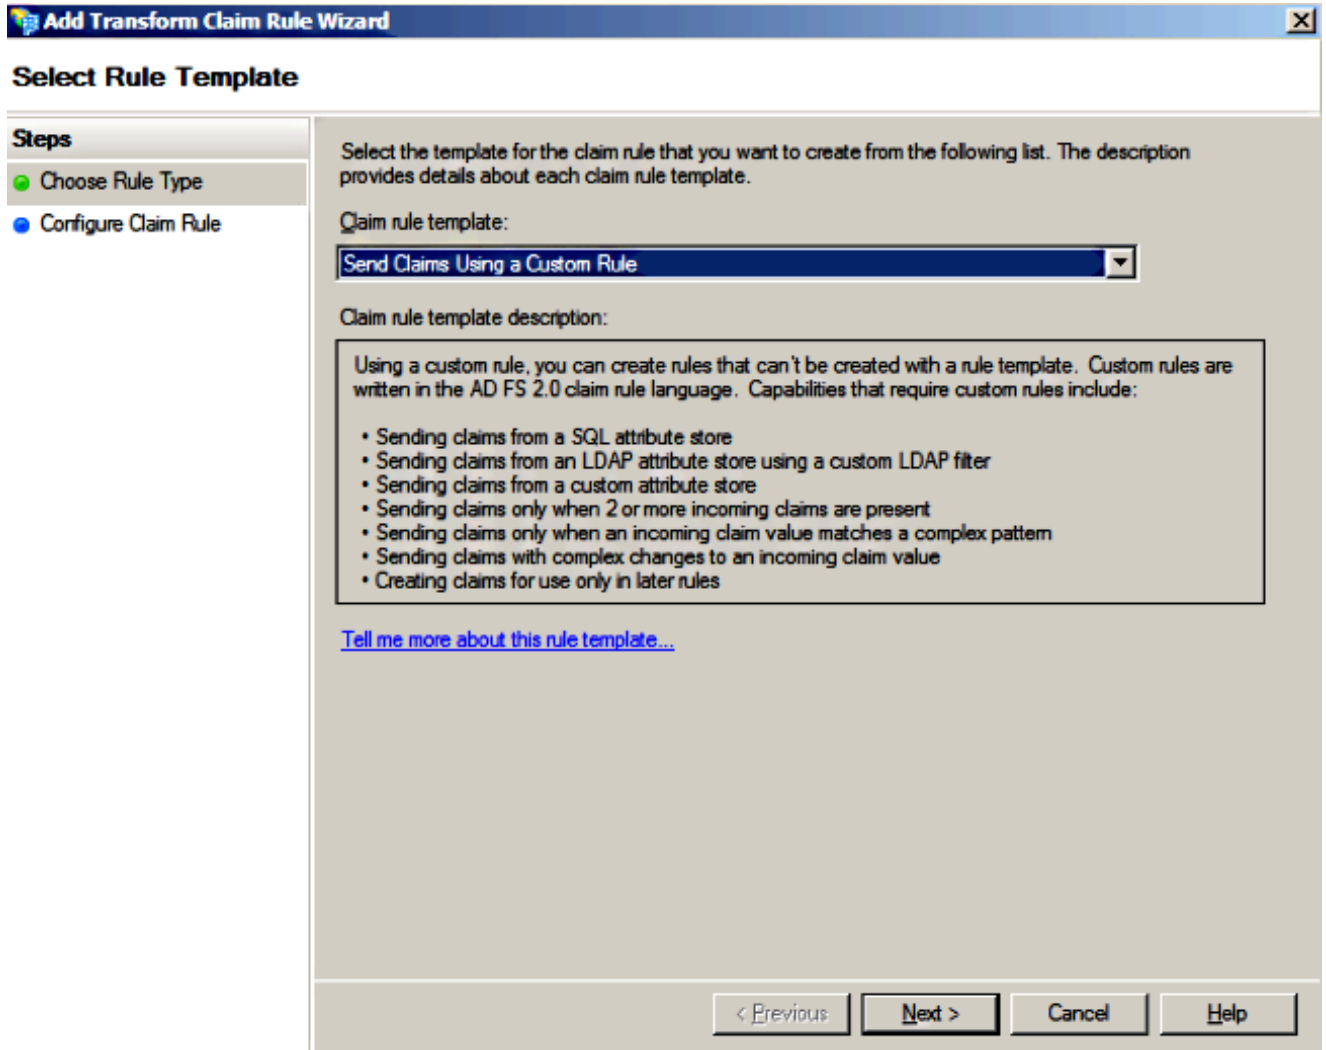 Add Transform Claim Rule Wizard
Select Rule Template
Steps
Choose Rule Type
Configure Claim Rule
Select the template for the claim rule that you want to create from the following list. The description
provides details about each claim rule template.
Claim rule template:
Send Claims Using a Custom Rule
Claim rule template description:
Using a custom rule, you can create rules that can't be created with a rule template. Custom rules are
written in the AD FS 2.0 claim rule language. Capabilities that require custom rules include:
• Sending claims from a SQL attribute store
• Sending claims from an LDAP attribute store using a custom LDAP filter
• Sending claims from a custom attribute store
• Sending claims only when 2 or more incoming claims are present
• Sending claims only when an incoming claim value matches a complex pattern
• Sending claims with complex changes to an incoming claim value
• Creating claims for use only in later rules
Tell me more about this rule template...
< Previous
Next >
Cancel
Help